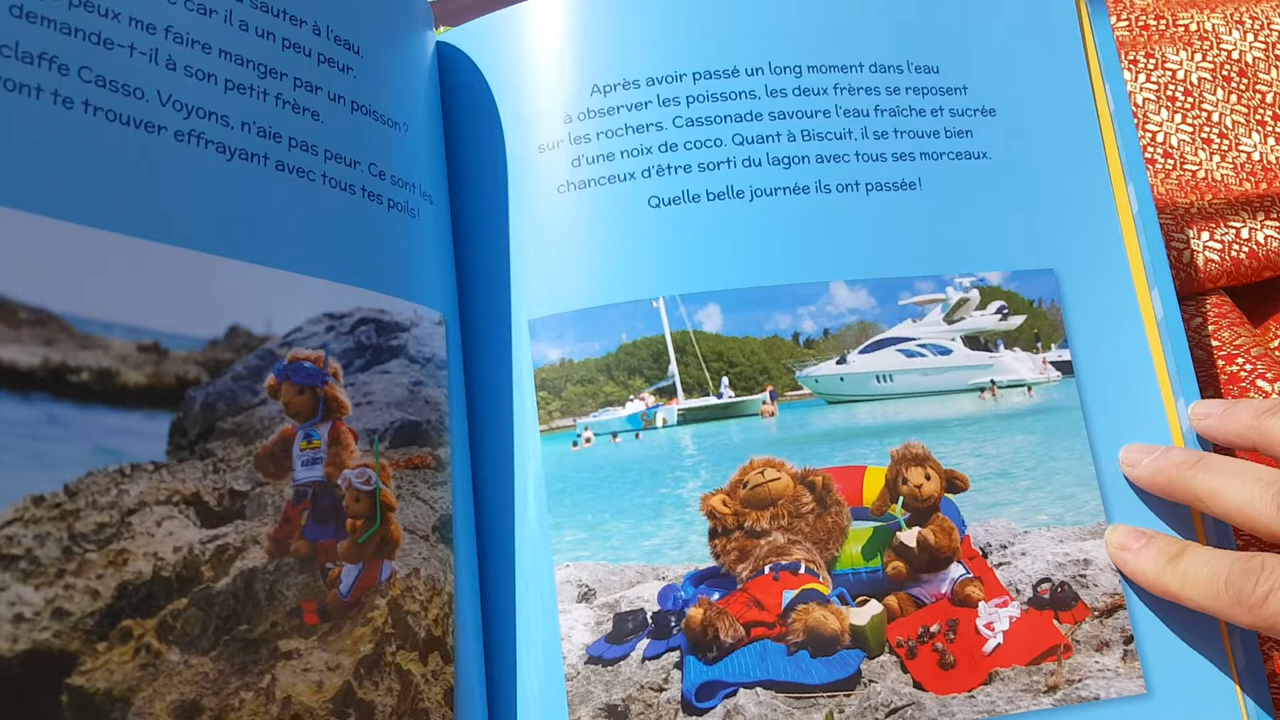 sauter à l'eau,
car il a un peu peur.
peux me faire manger par un poisson?
demande-t-il à son petit frère.
claffe Casso. Voyons, n'aie pas peur. Ce sont les
ront te trouver effrayant avec tous tes poils!
Après avoir passé un long moment dans l'eau
à observer les poissons, les deux frères se reposent
sur les rochers. Cassonade savoure l'eau fraîche et sucrée
d'une noix de coco. Quant à Biscuit, il se trouve bien
chanceux d'être sorti du lagon avec tous ses morceaux.
Quelle belle journée ils ont passée!